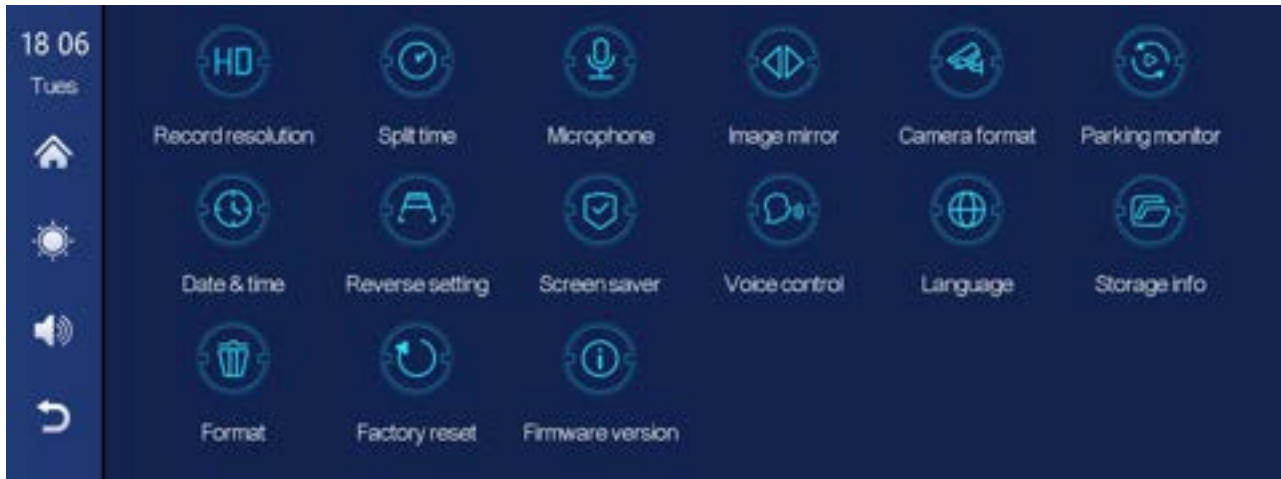 18 06
Tues
HD
Record resolution
Split time
Microphone
Image mirror
Camera format
Parking monitor
Date & time
Reverse setting
Screen saver
Voice control
Language
Storage info
Format
Factory reset
Firmware version